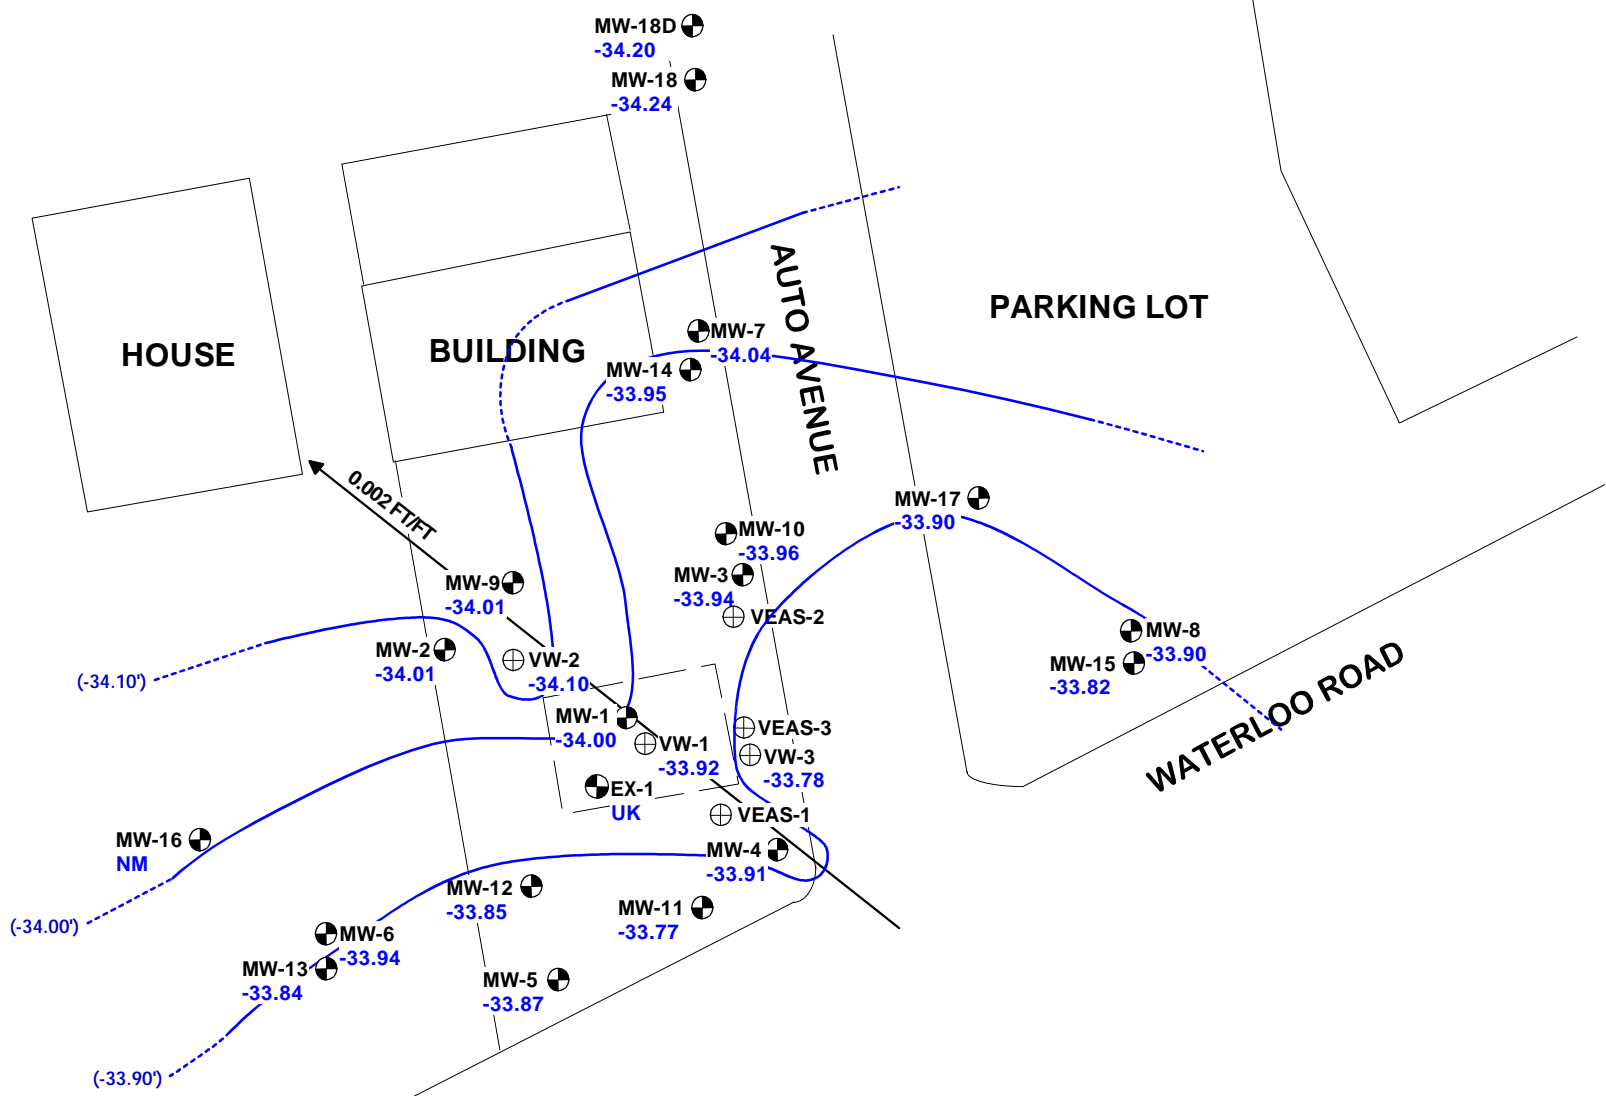 MW-18D
-34.20
MW-18
-34.24
AUTO AVENUE
PARKING LOT
HOUSE
BUILDING
MW-7
-34.04
MW-14
-33.95
0.002 FT/FT
MW-17
-33.90
MW-10
-33.96
MW-3
-33.94
MW-9
-34.01
VEAS-2
MW-8
-33.90
MW-2
-34.01
VW-2
-34.10
MW-15
-33.82
(-34.10')
WATERLOO ROAD
MW-1
-34.00
VEAS-3
VW-1
-33.92
VW-3
-33.78
EX-1
UK
VEAS-1
MW-16
NM
MW-4
-33.91
MW-12
-33.85
MW-11
-33.77
(-34.00')
MW-6
-33.94
MW-13
-33.84
MW-5
-33.87
(-33.90')